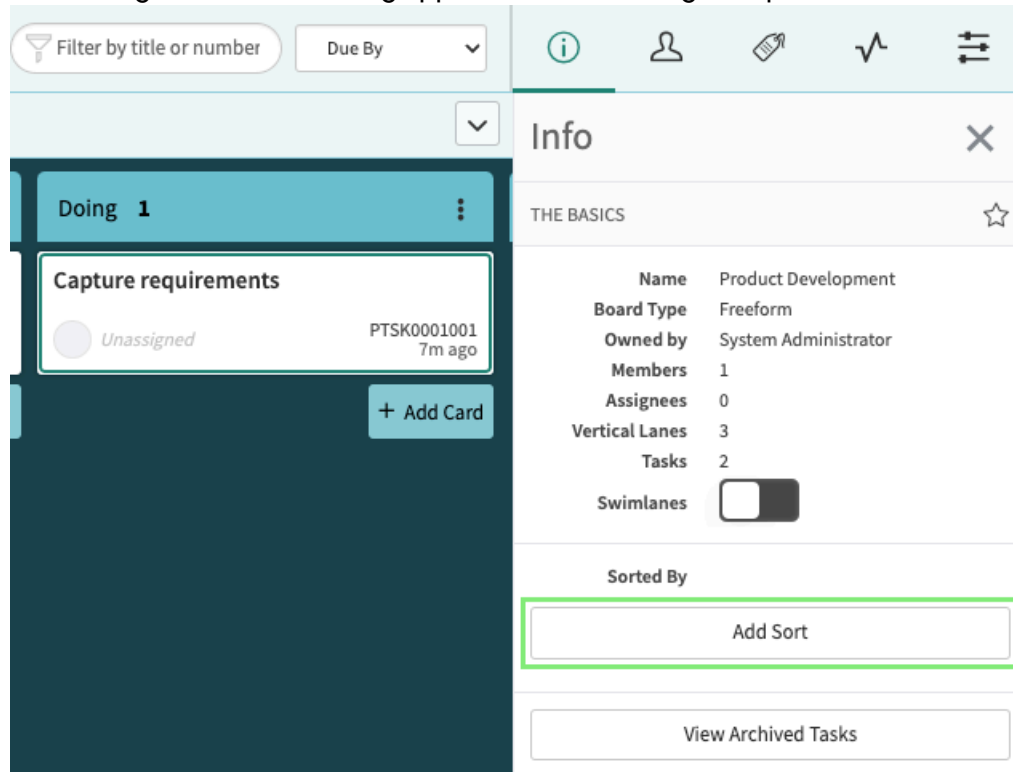 Filter by title or number
Due By
Info
Doing 1
THE BASICS
Capture requirements
Unassigned
PTSK0001001
7m ago
+ Add Card
Name Product Development
Board Type Freeform
Owned by System Administrator
Members 1
Assignees 0
Vertical Lanes 3
Tasks 2
Swimlanes
Sorted By
Add Sort
View Archived Tasks